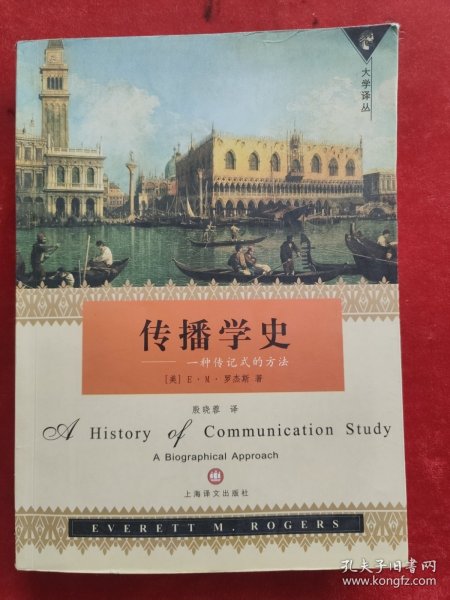 大学译丛
传播学史
一种传记式的方法
[美] E·M·罗杰斯 著
殷晓蓉 译
A History of Communication Study
A Biographical Approach
上海译文出版社
EVERETT M. ROGERS
孔夫子旧书网
www.kongfz.com